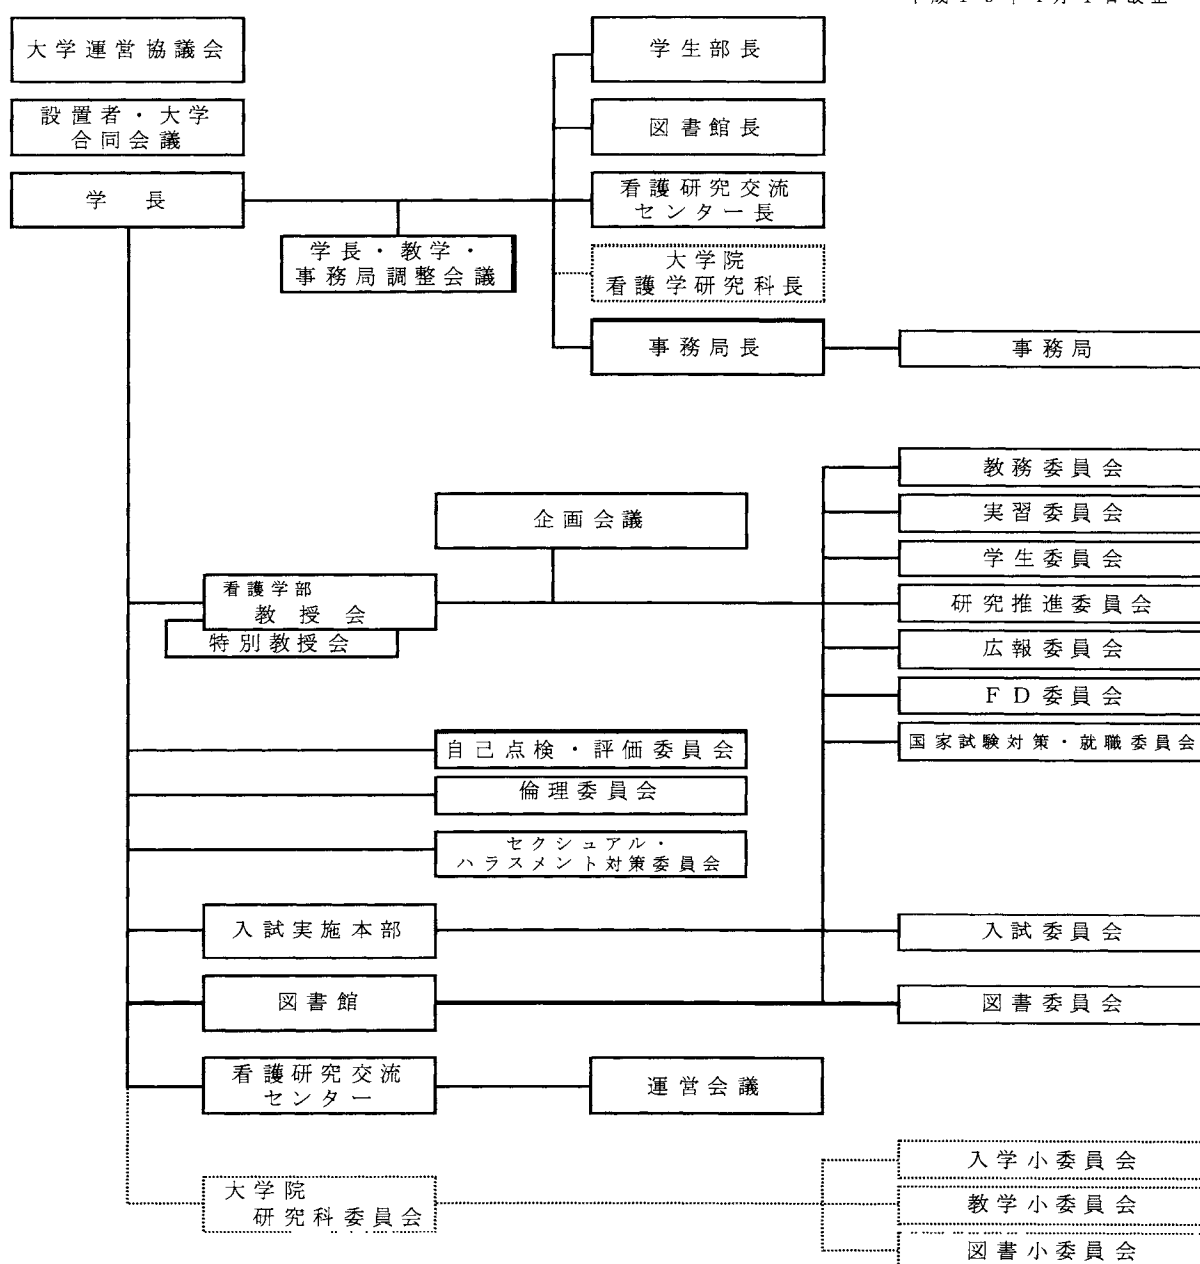 大学運営協議会
設置者・大学
合同会議
学長
学長・教学・
事務局調整会議
学生部長
図書館長
看護研究交流
センター長
大学院
看護学研究科長
事務局長
事務局
企画会議
看護学部
教授会
特別教授会
教務委員会
実習委員会
学生委員会
研究推進委員会
広報委員会
FD委員会
国家試験対策・就職委員会
自己点検・評価委員会
倫理委員会
セクシュアル・
ハラスメント対策委員会
入試実施本部
入試委員会
図書館
図書委員会
看護研究交流
センター
運営会議
大学院
研究科委員会
入学小委員会
教学小委員会
図書小委員会